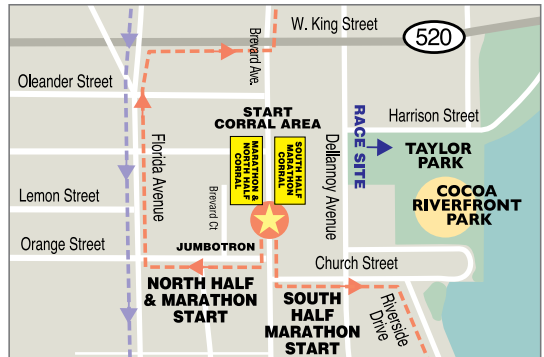 W. King Street
520
Brevard Ave.
Oleander Street
START
CORRAL AREA
Harrison Street
MARATHON &
NORTH HALF
CORRAL
SOUTH HALF
MARATHON
CORRAL
Florida Avenue
Dellannoy Avenue
RACE SITE
TAYLOR
PARK
COCOA
RIVERFRONT
PARK
Lemon Street
Brevard Ct
Orange Street
JUMBOTRON
Church Street
NORTH HALF
& MARATHON
START
SOUTH
HALF
MARATHON
START
Riverside
Drive